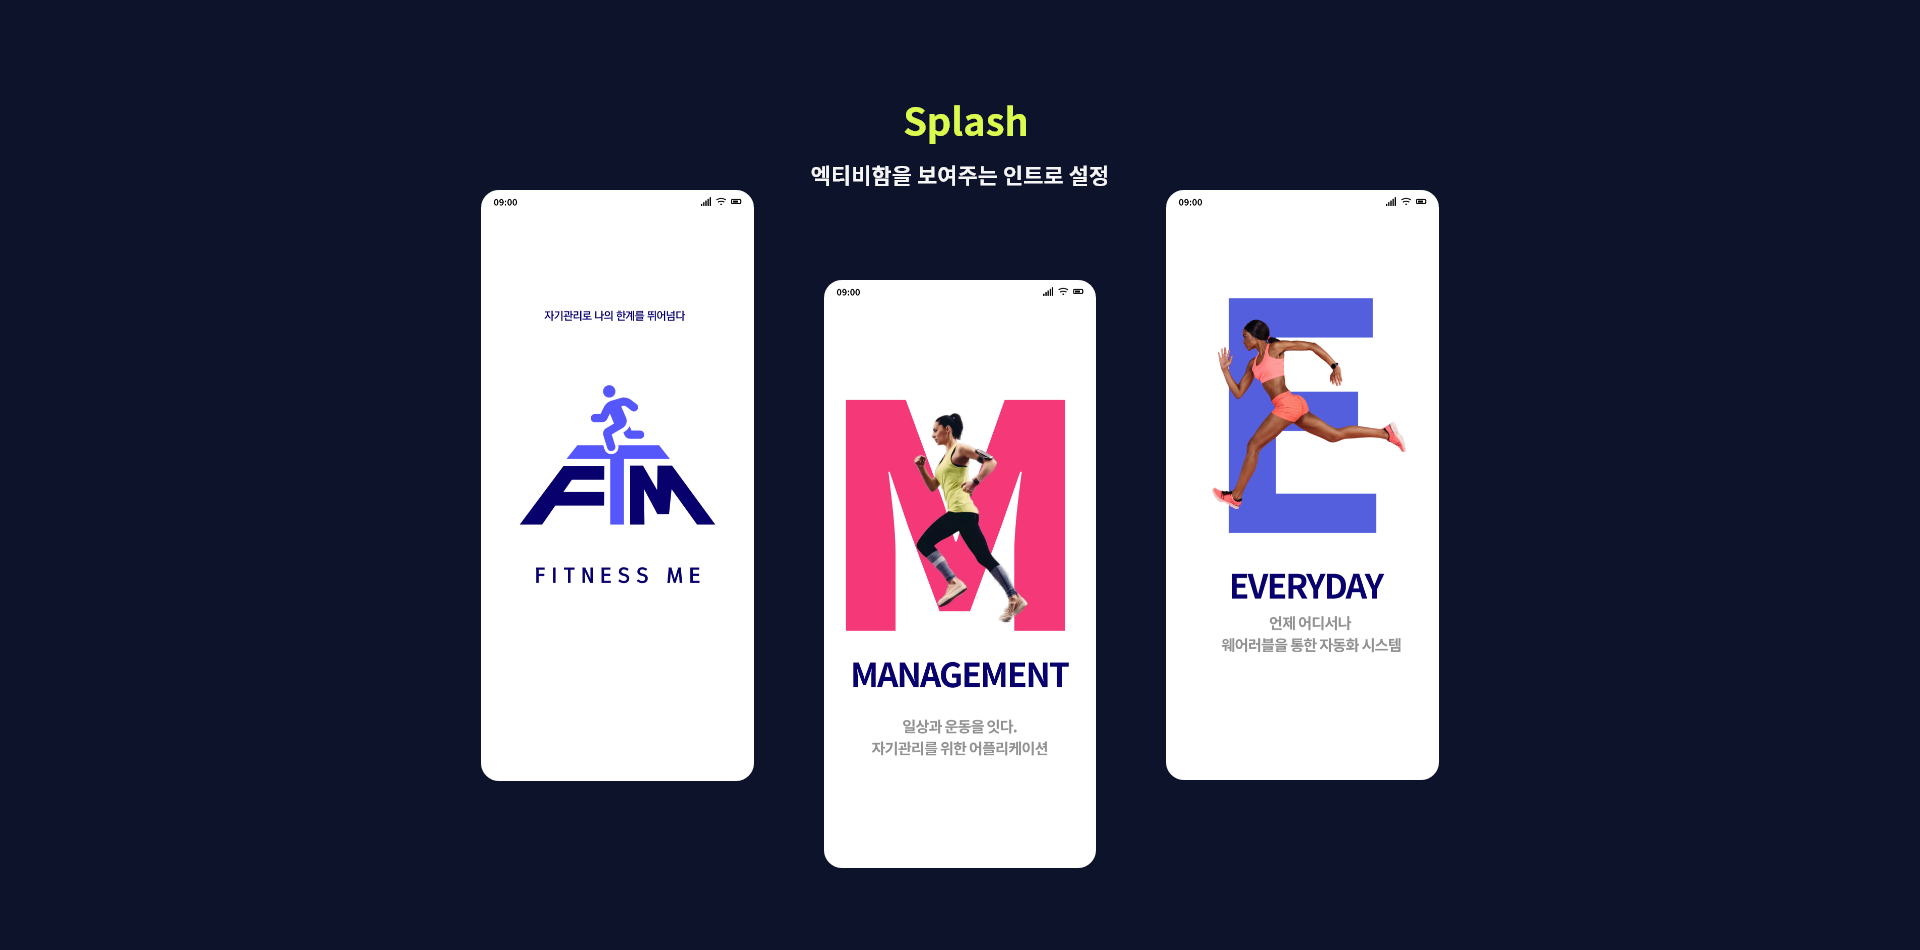 Splash
엑티비함을 보여주는 인트로 설정
09:00
자기관리로 나의 한계를 뛰어넘다
FTM
FITNESS ME
09:00
M
MANAGEMENT
일상과 운동을 잇다.
자기관리를 위한 어플리케이션
09:00
E
EVERYDAY
언제 어디서나
웨어러블을 통한 자동화 시스템